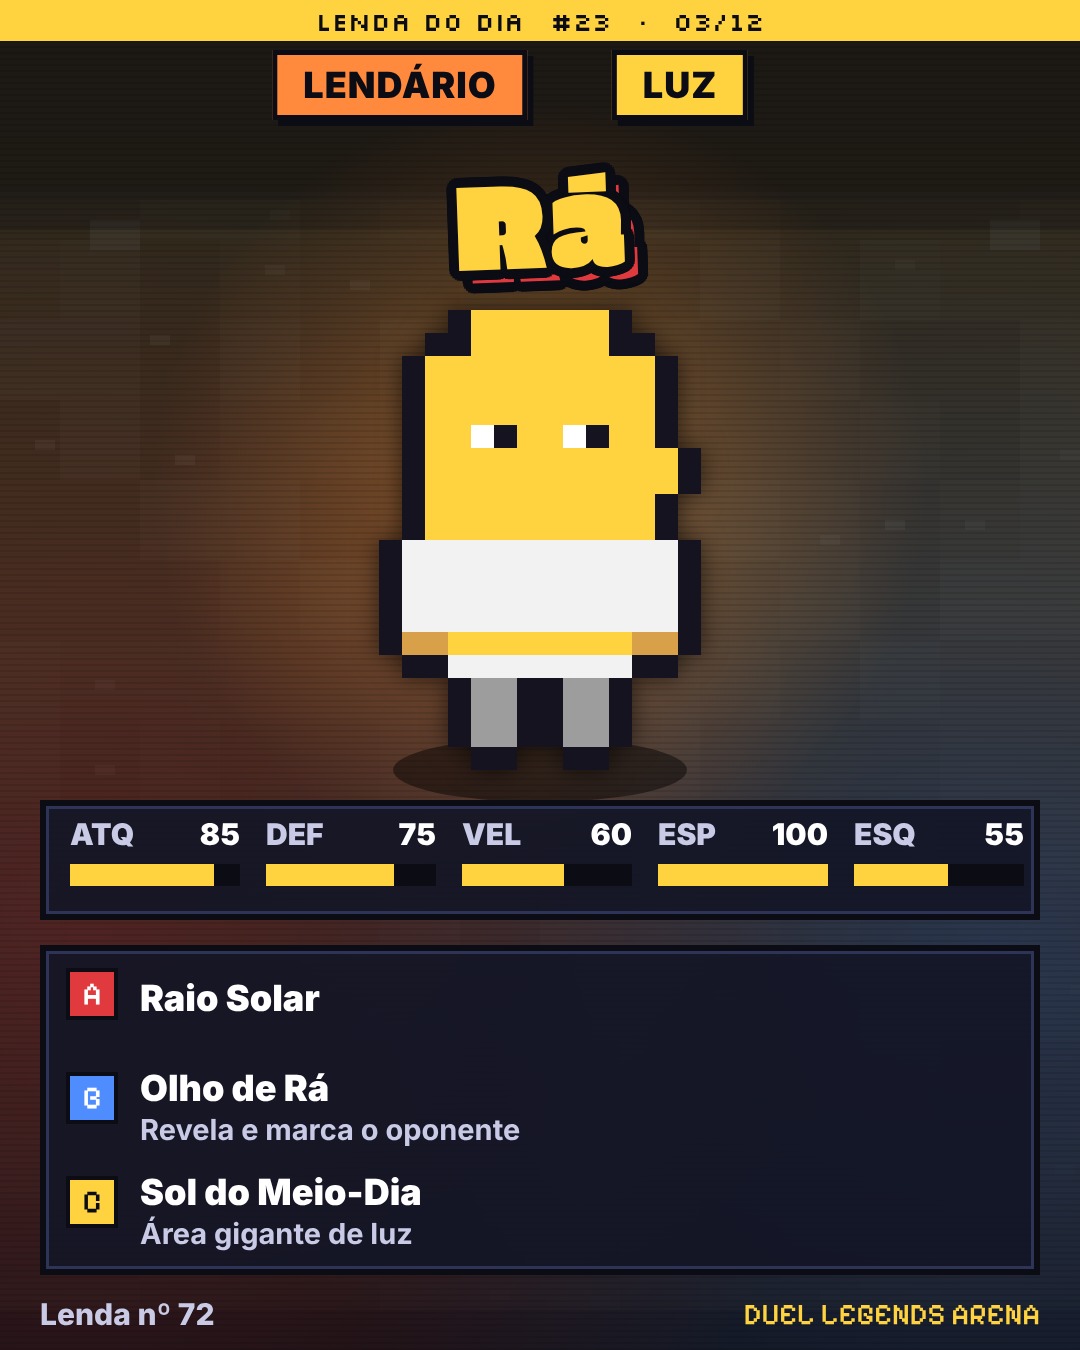 LENDA DO DIA #23 · 03/12
LENDÁRIO LUZ
Rá
ATQ 85 DEF 75 VEL 60 ESP 100 ESQ 55
A Raio Solar
B Olho de Rá
Revela e marca o oponente
C Sol do Meio-Dia
Área gigante de luz
Lenda nº 72 DUEL LEGENDS ARENA